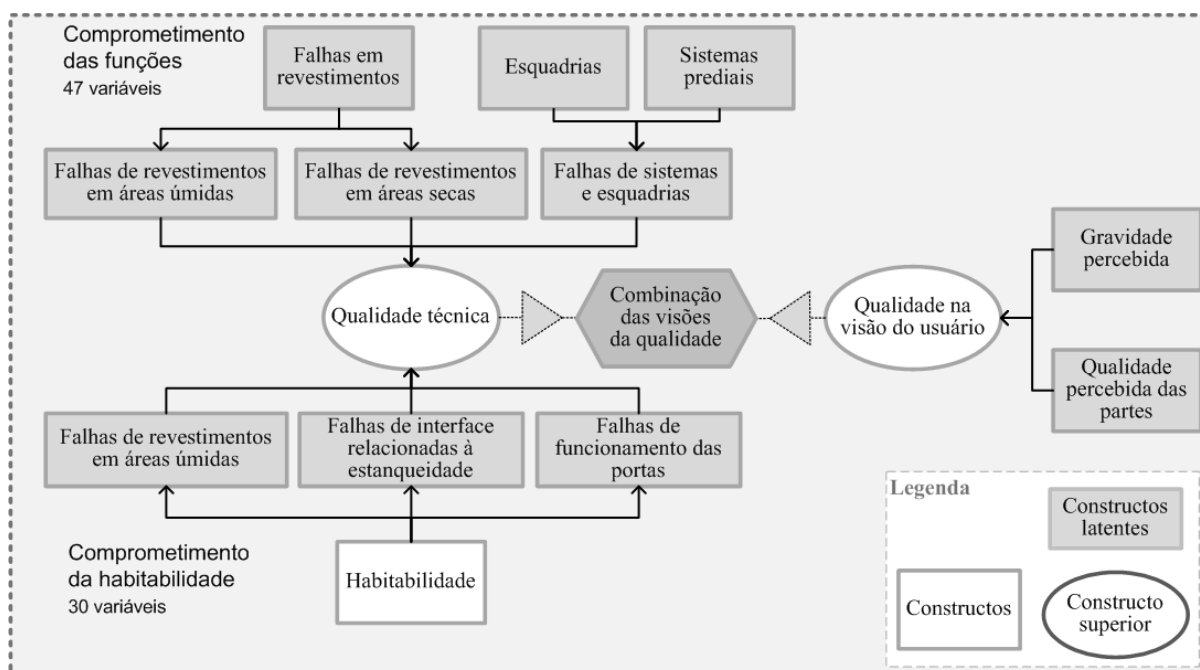 Comprometimento
das funções
47 variáveis
Falhas em
revestimentos
Esquadrias
Sistemas
prediais
Falhas de revestimentos
em áreas úmidas
Falhas de revestimentos
em áreas secas
Falhas de sistemas
e esquadrias
Gravidade
percebida
Qualidade técnica
Combinação
das visões
da qualidade
Qualidade na
visão do usuário
Qualidade
percebida das
partes
Falhas de revestimentos
em áreas úmidas
Falhas de interface
relacionadas à
estanqueidade
Falhas de
funcionamento das
portas
Comprometimento
da habitabilidade
30 variáveis
Habitabilidade
Legenda
Constructos
latentes
Constructos
Constructo
superior